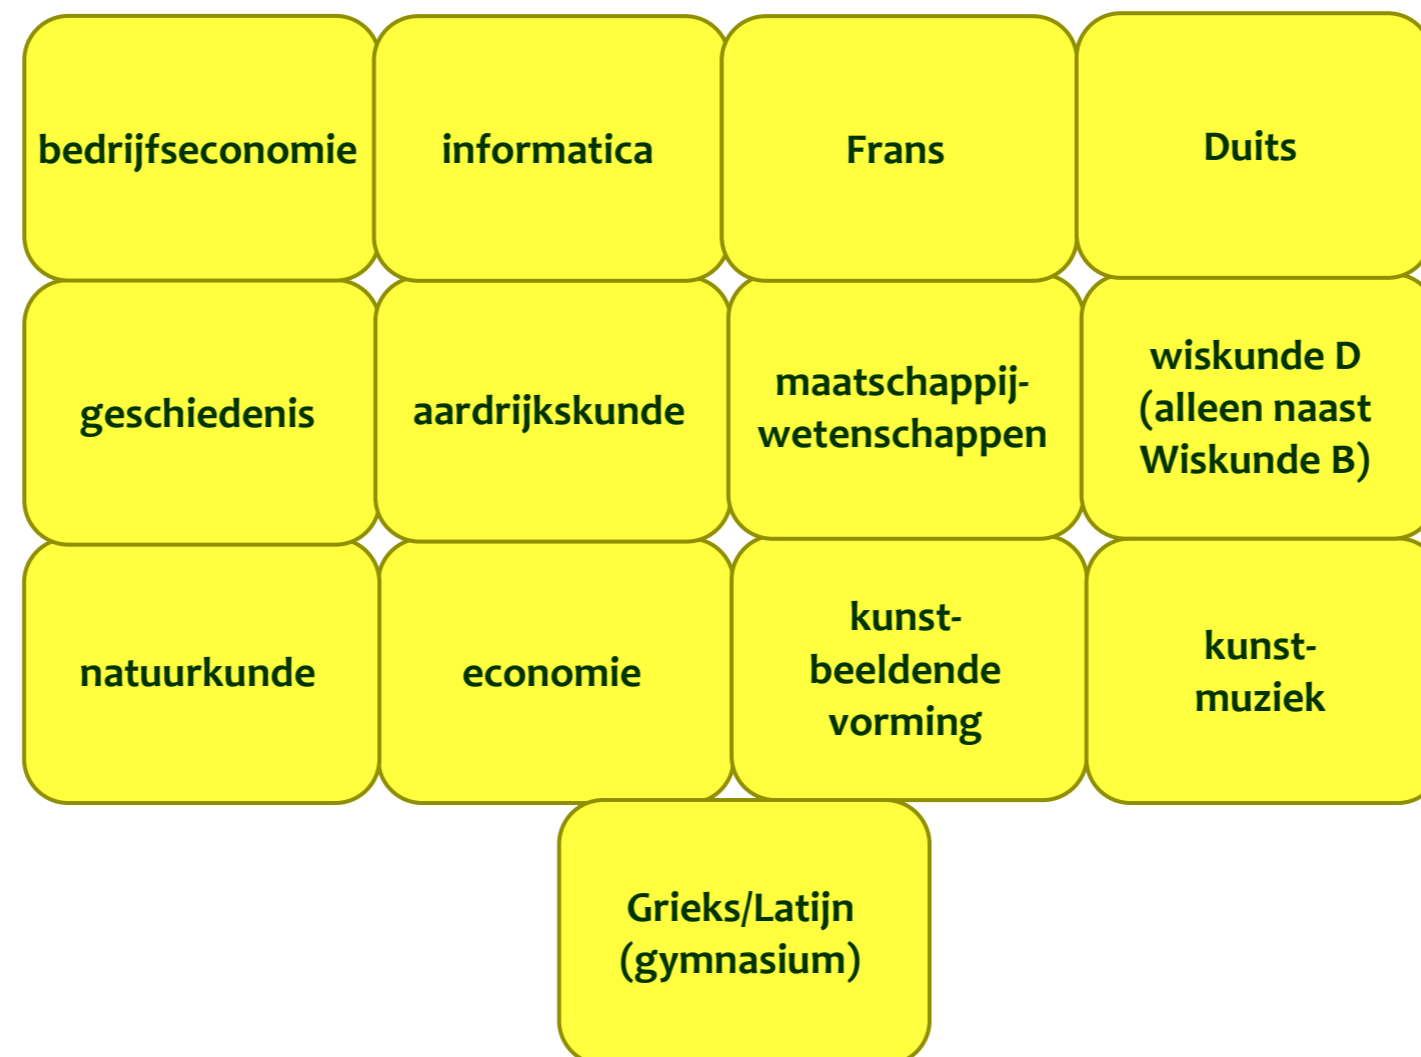 bedrijfseconomie
informatica
Frans
Duits
geschiedenis
aardrijkskunde
maatschappij-
wetenschappen
wiskunde D
(alleen naast
Wiskunde B)
natuurkunde
economie
kunst-
beeldende
vorming
kunst-
muziek
Grieks/Latijn
(gymnasium)